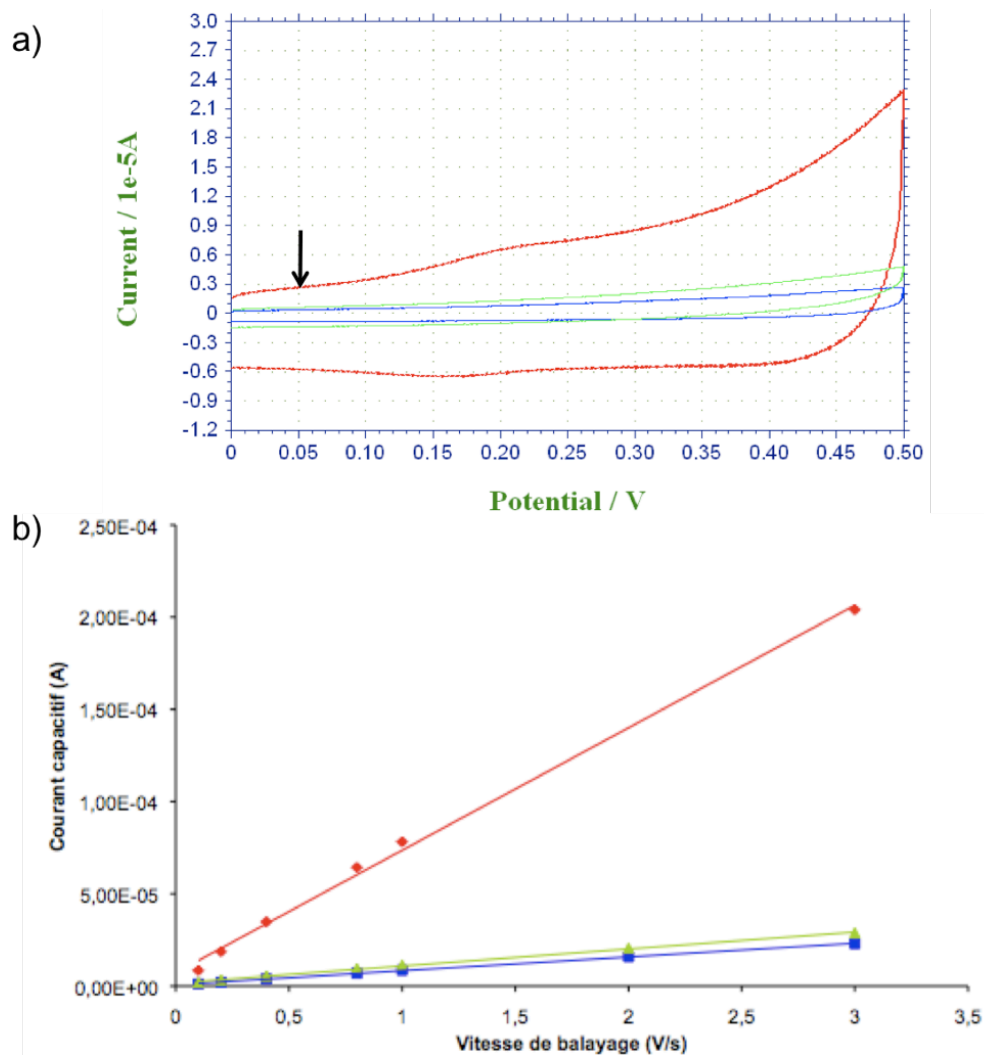 a)
Current / 1e-5A
3.0
2.7
2.4
2.1
1.8
1.5
1.2
0.9
0.6
0.3
0
-0.3
-0.6
-0.9
-1.2
0 0.05 0.10 0.15 0.20 0.25 0.30 0.35 0.40 0.45 0.50
Potential / V
b)
Courant capacitif (A)
2,50E-04
2,00E-04
1,50E-04
1,00E-04
5,00E-05
0,00E+00
0 0,5 1 1,5 2 2,5 3 3,5
Vitesse de balayage (V/s)